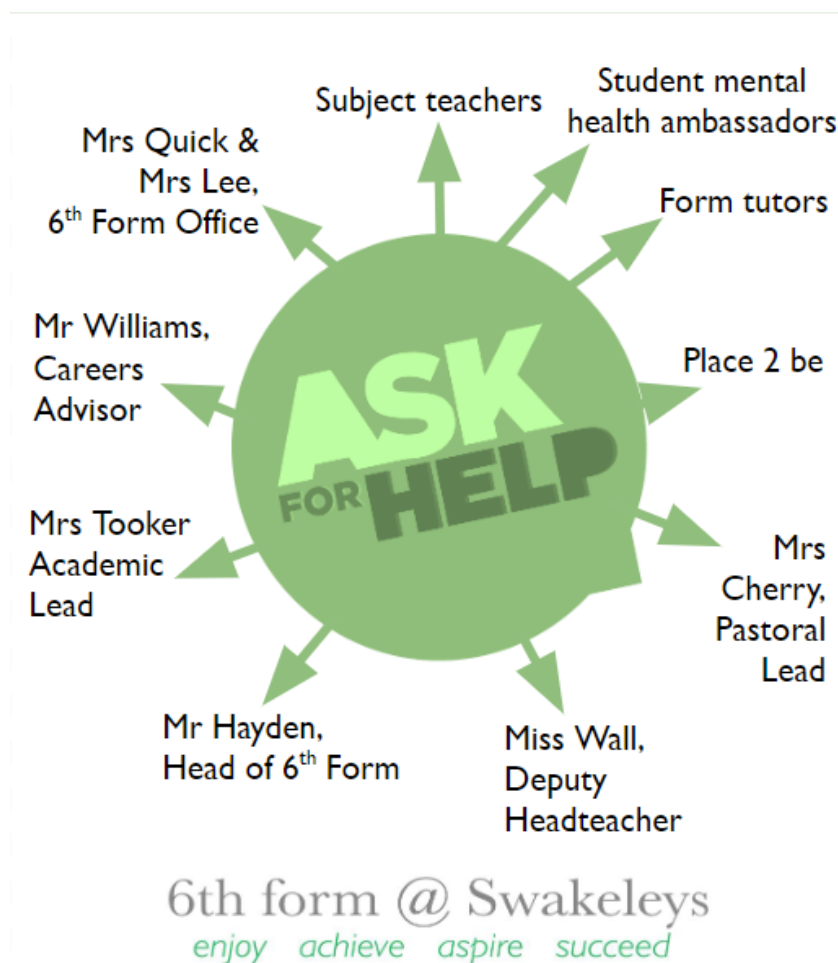 Subject teachers
Student mental
health ambassadors
Form tutors
Place 2 be
Mrs
Cherry,
Pastoral
Lead
Miss Wall,
Deputy
Headteacher
Mr Hayden,
Head of 6th Form
Mrs Tooker
Academic
Lead
Mr Williams,
Careers
Advisor
Mrs Quick &
Mrs Lee,
6th Form Office
ASK
FOR HELP
6th form @ Swakeleys
enjoy achieve aspire succeed